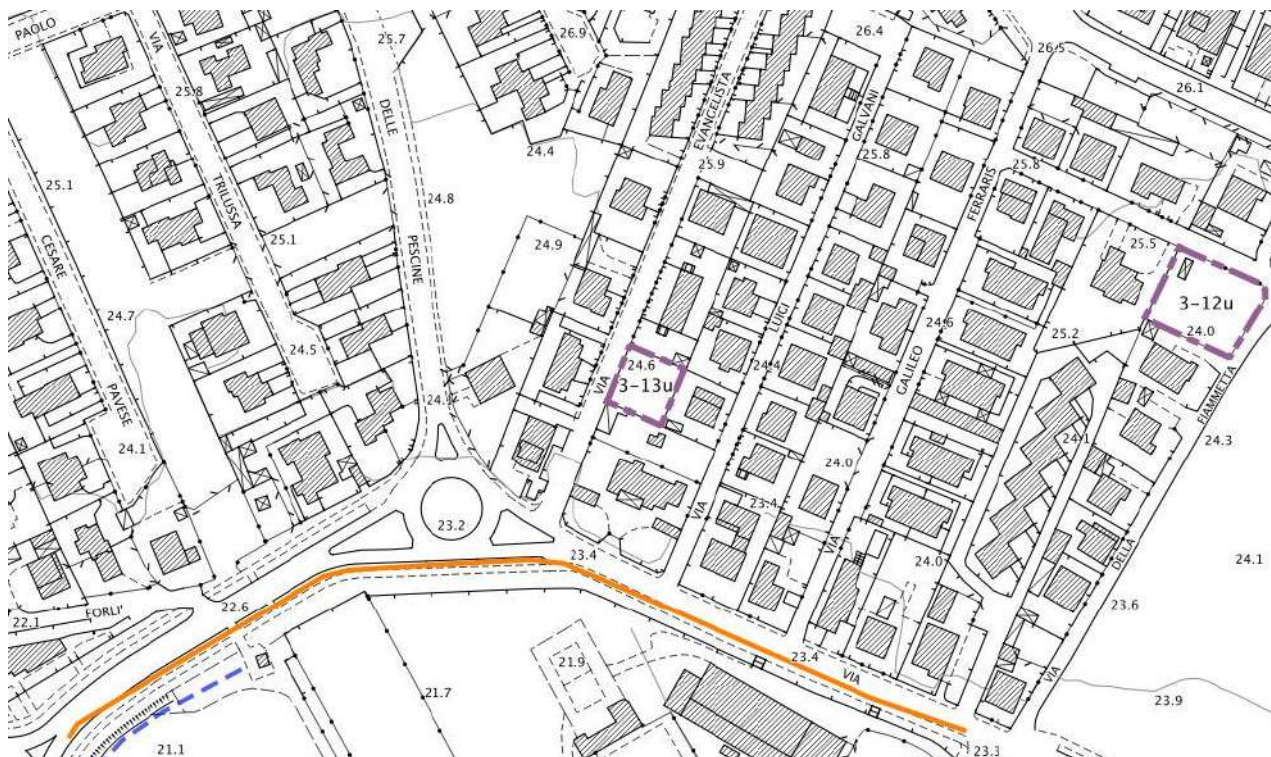 PAOLO
VIA
25.7
26.9
26.4
26.5
26.1
25.8
DELLE
EVANGELISTA
GALVANI
25.1
24.4
25.9
25.8
25.8
TRILUSSA
24.8
FERRARIS
CESARE
25.1
PESCINE
24.9
25.5
3-12u
24.0
24.7
LUIGI
24.6
25.2
24.5
24.6
3-13u
VIA
24.4
GALILEO
FIAMMETTA
PAVESE
24.1
24.1
24.3
24.0
23.2
23.4
VIA
23.4
VIA
24.0
DELLA
24.1
22.6
FORLI'
22.1
23.6
21.9
23.4
VIA
VIA
21.7
23.9
21.1
23.3